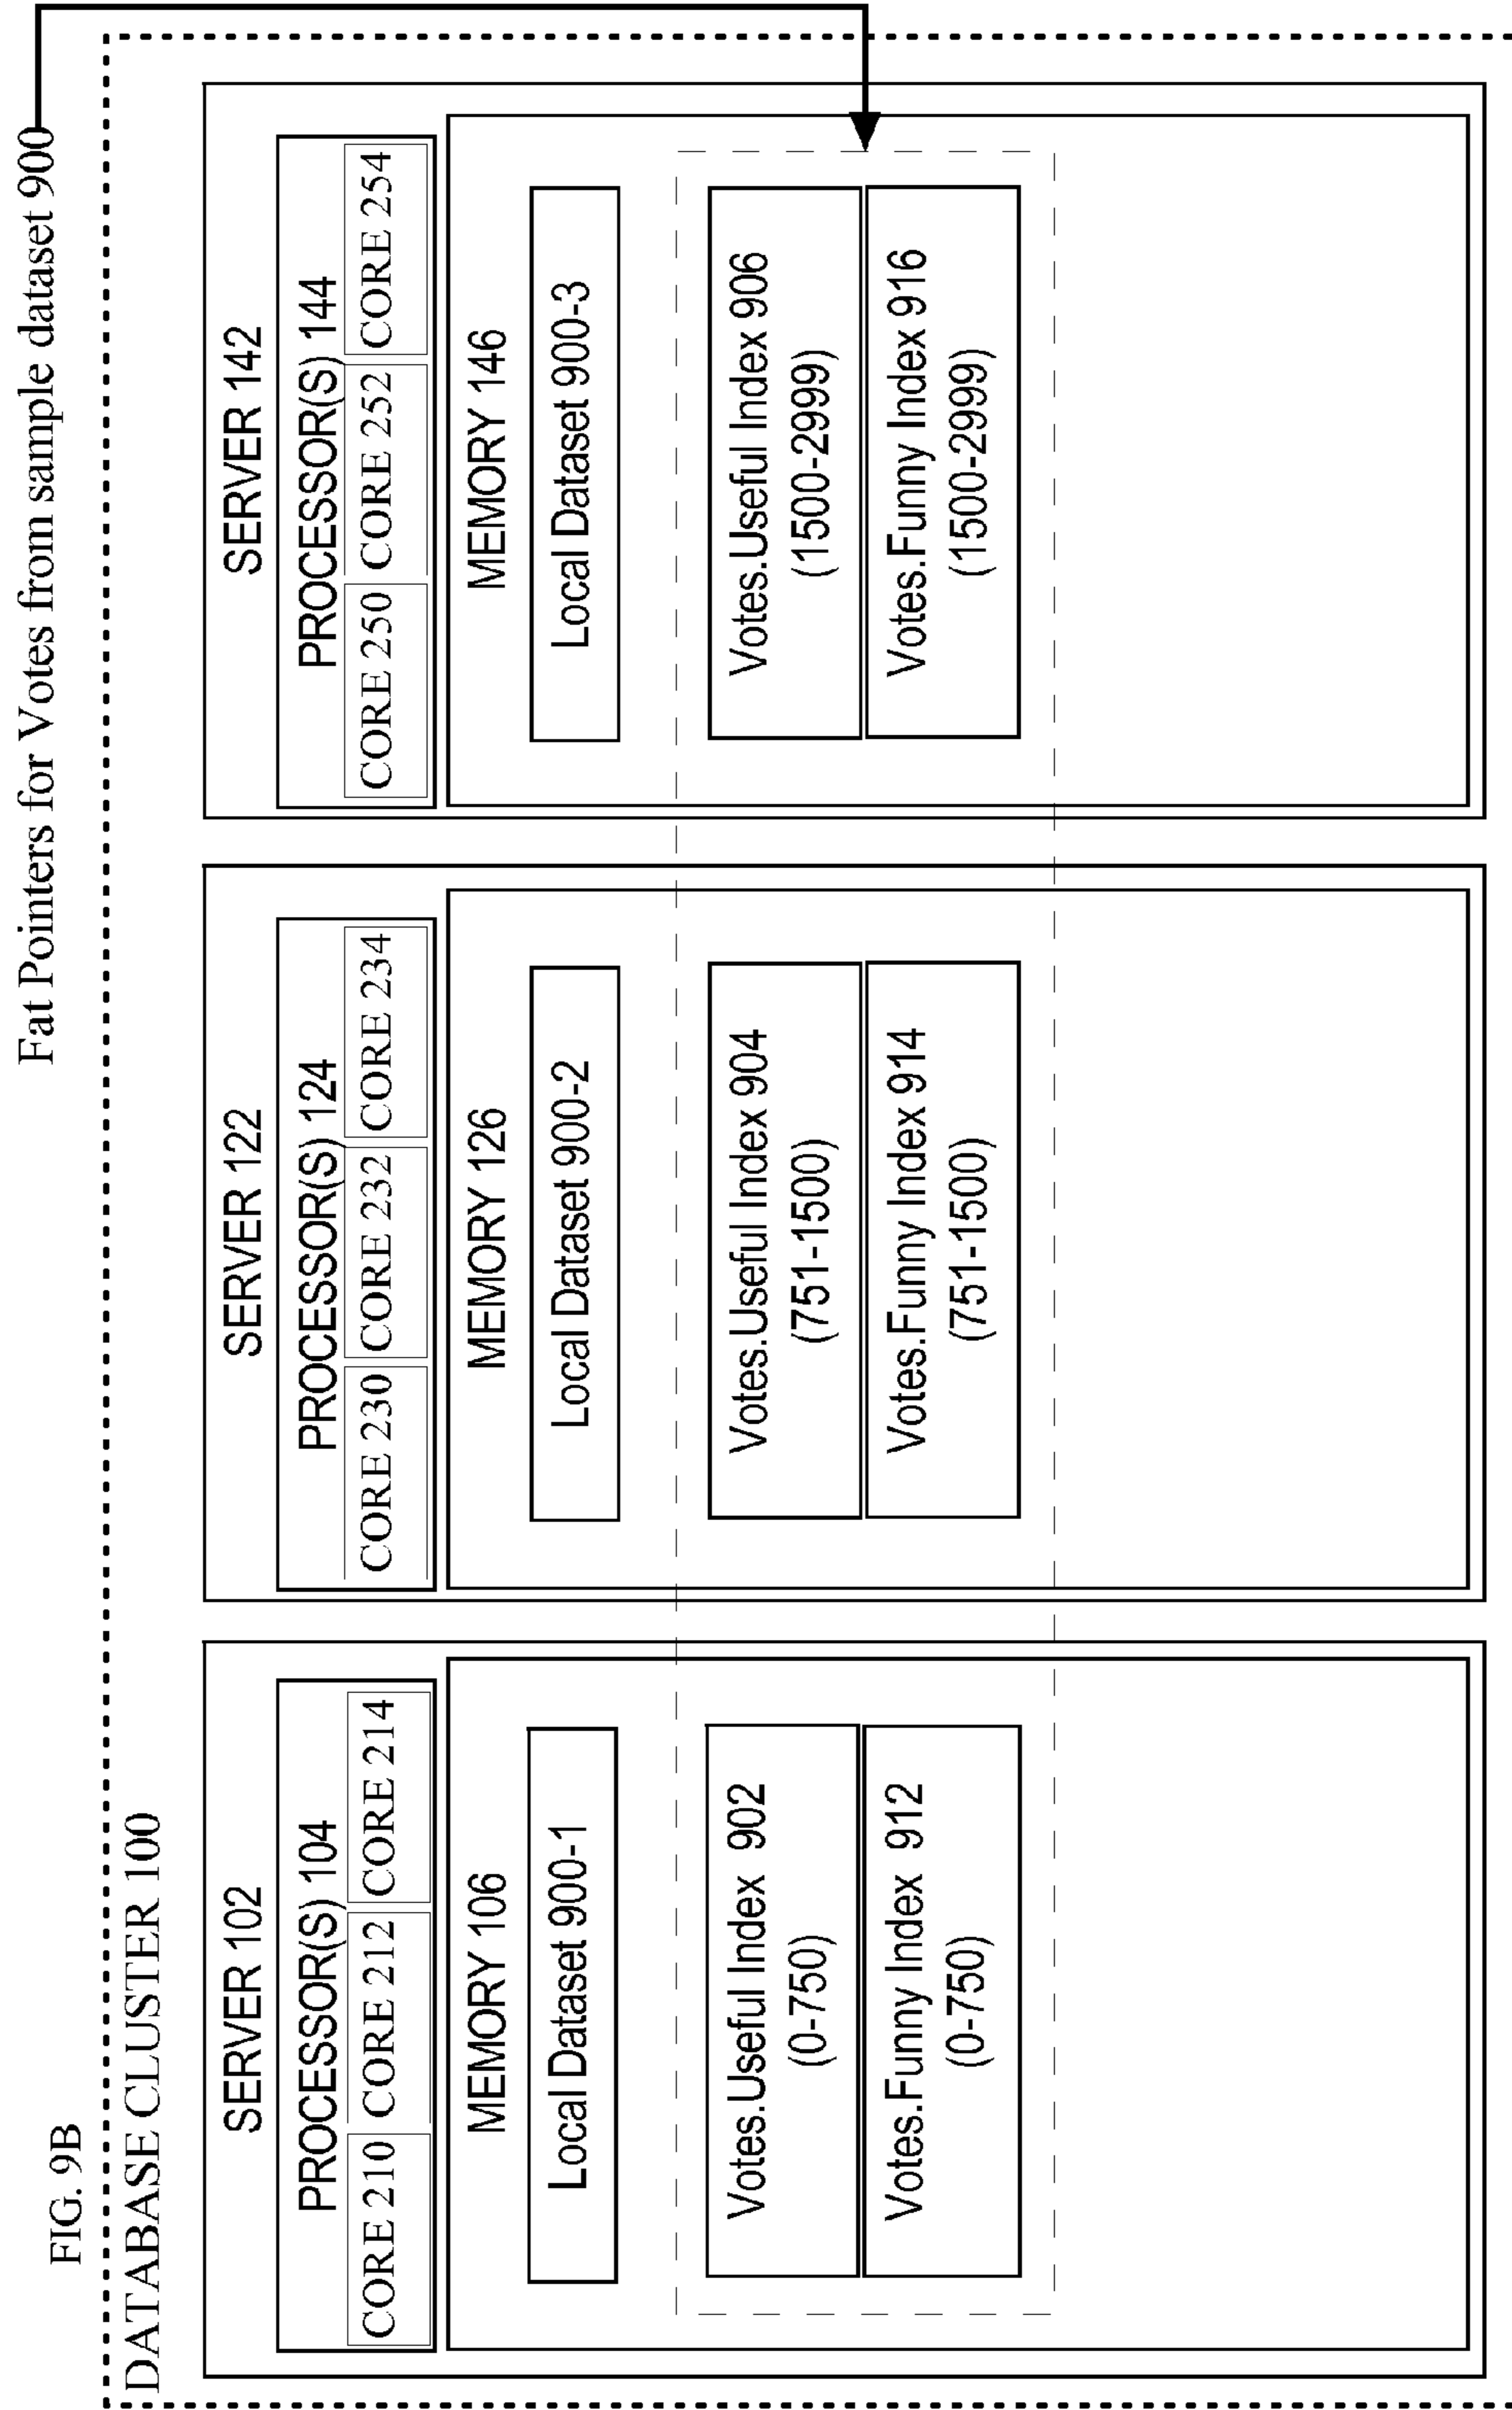 FIG. 9B
Fat Pointers for Votes from sample dataset 900
DATABASE CLUSTER 100
SERVER 102
PROCESSOR(S) 104
CORE 210
CORE 212
CORE 214
MEMORY 106
Local Dataset 900-1
Votes.Useful Index 902
(0-750)
Votes.Funny Index 912
(0-750)
SERVER 122
PROCESSOR(S) 124
CORE 230
CORE 232
CORE 234
MEMORY 126
Local Dataset 900-2
Votes.Useful Index 904
(751-1500)
Votes.Funny Index 914
(751-1500)
SERVER 142
PROCESSOR(S) 144
CORE 250
CORE 252
CORE 254
MEMORY 146
Local Dataset 900-3
Votes.Useful Index 906
(1500-2999)
Votes.Funny Index 916
(1500-2999)